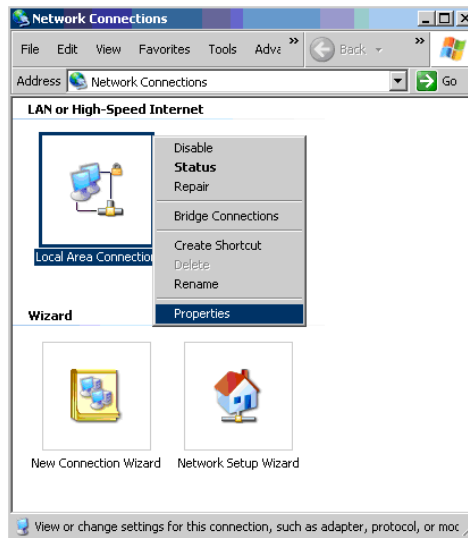 Network Connections
File Edit View Favorites Tools Adva » Back »
Address Network Connections Go
LAN or High-Speed Internet
Disable
Status
Repair
Bridge Connections
Create Shortcut
Delete
Rename
Properties
Local Area Connection
Wizard
New Connection Wizard Network Setup Wizard
View or change settings for this connection, such as adapter, protocol, or moc